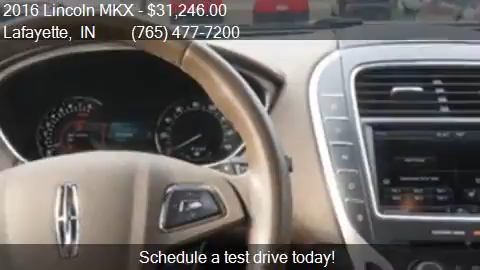 2016 Lincoln MKX - $31,246.00
Lafayette, IN (765) 477-7200
Schedule a test drive today!